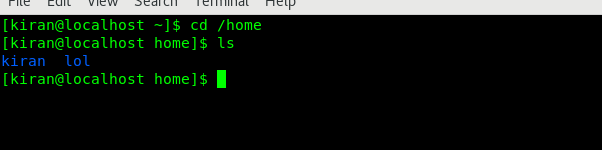 File Edit View Search Terminal Help
[kiran@localhost ~]$ cd /home
[kiran@localhost home]$ ls
kiran  lol
[kiran@localhost home]$